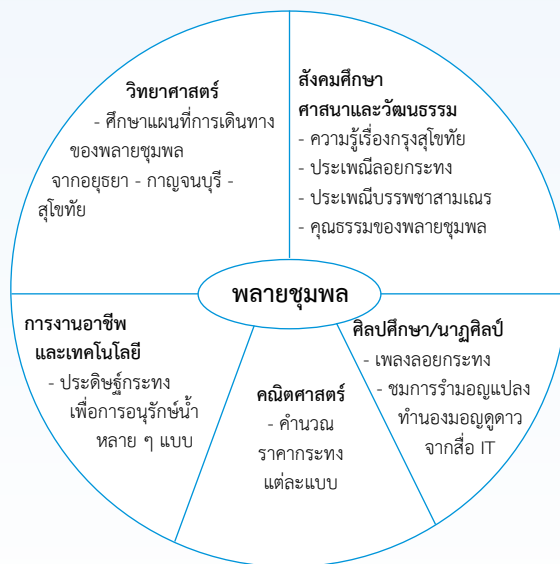 วิทยาศาสตร์
- ศึกษาแผนที่การเดินทาง
ของพลายชุมพล
จากอยุธยา - กาญจนบุรี -
สุโขทัย
สังคมศึกษา
ศาสนาและวัฒนธรรม
- ความรู้เรื่องกรุงสุโขทัย
- ประเพณีลอยกระทง
- ประเพณีบรรพชาสามเณร
- คุณธรรมของพลายชุมพล
พลายชุมพล
การงานอาชีพ
และเทคโนโลยี
- ประดิษฐ์กระทง
เพื่อการอนุรักษ์น้ำ
หลาย ๆ แบบ
คณิตศาสตร์
- คำนวณ
ราคากระทง
แต่ละแบบ
ศิลปศึกษา/นาฏศิลป์
- เพลงลอยกระทง
- ชมการรำมอญแปลง
ทำนองมอญดูดาว
จากสื่อ IT